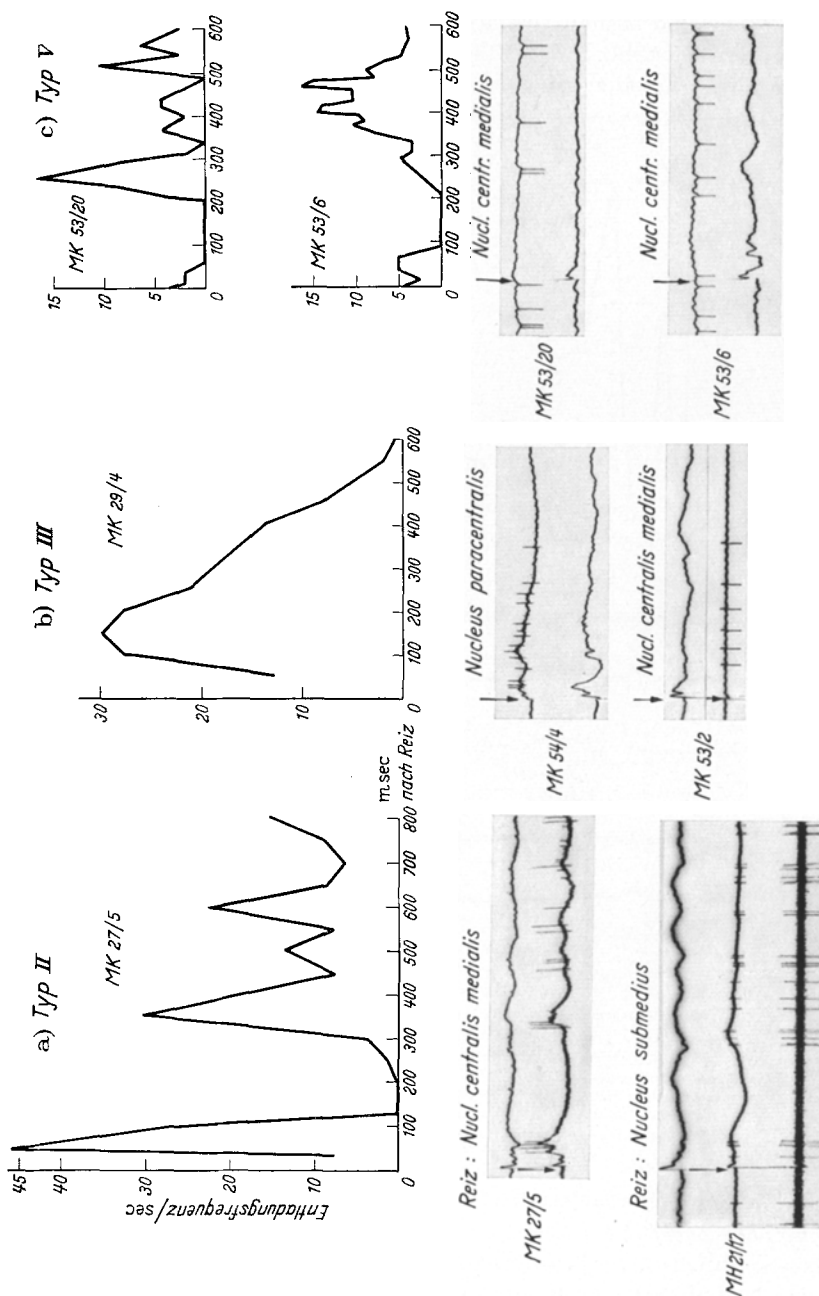 a) Typ II
MK 27/5
Entladungsfrequenz/sec
45
40
30
20
10
0
0 100 200 300 400 500 600 700 800
m.sec
nach Reiz
b) Typ III
MK 29/4
30
20
10
0 100 200 300 400 500 600
c) Typ V
MK 53/20
15
10
5
0
0 100 200 300 400 500 600
MK 53/6
15
10
5
0 100 200 300 400 500 600
Reiz : Nucl. centralis medialis
MK 27/5
Reiz : Nucleus submedius
MH 21/17
Nucleus paracentralis
MK 54/4
Nucl. centralis medialis
MK 53/2
Nucl. centr. medialis
MK 53/20
Nucl. centr. medialis
MK 53/6